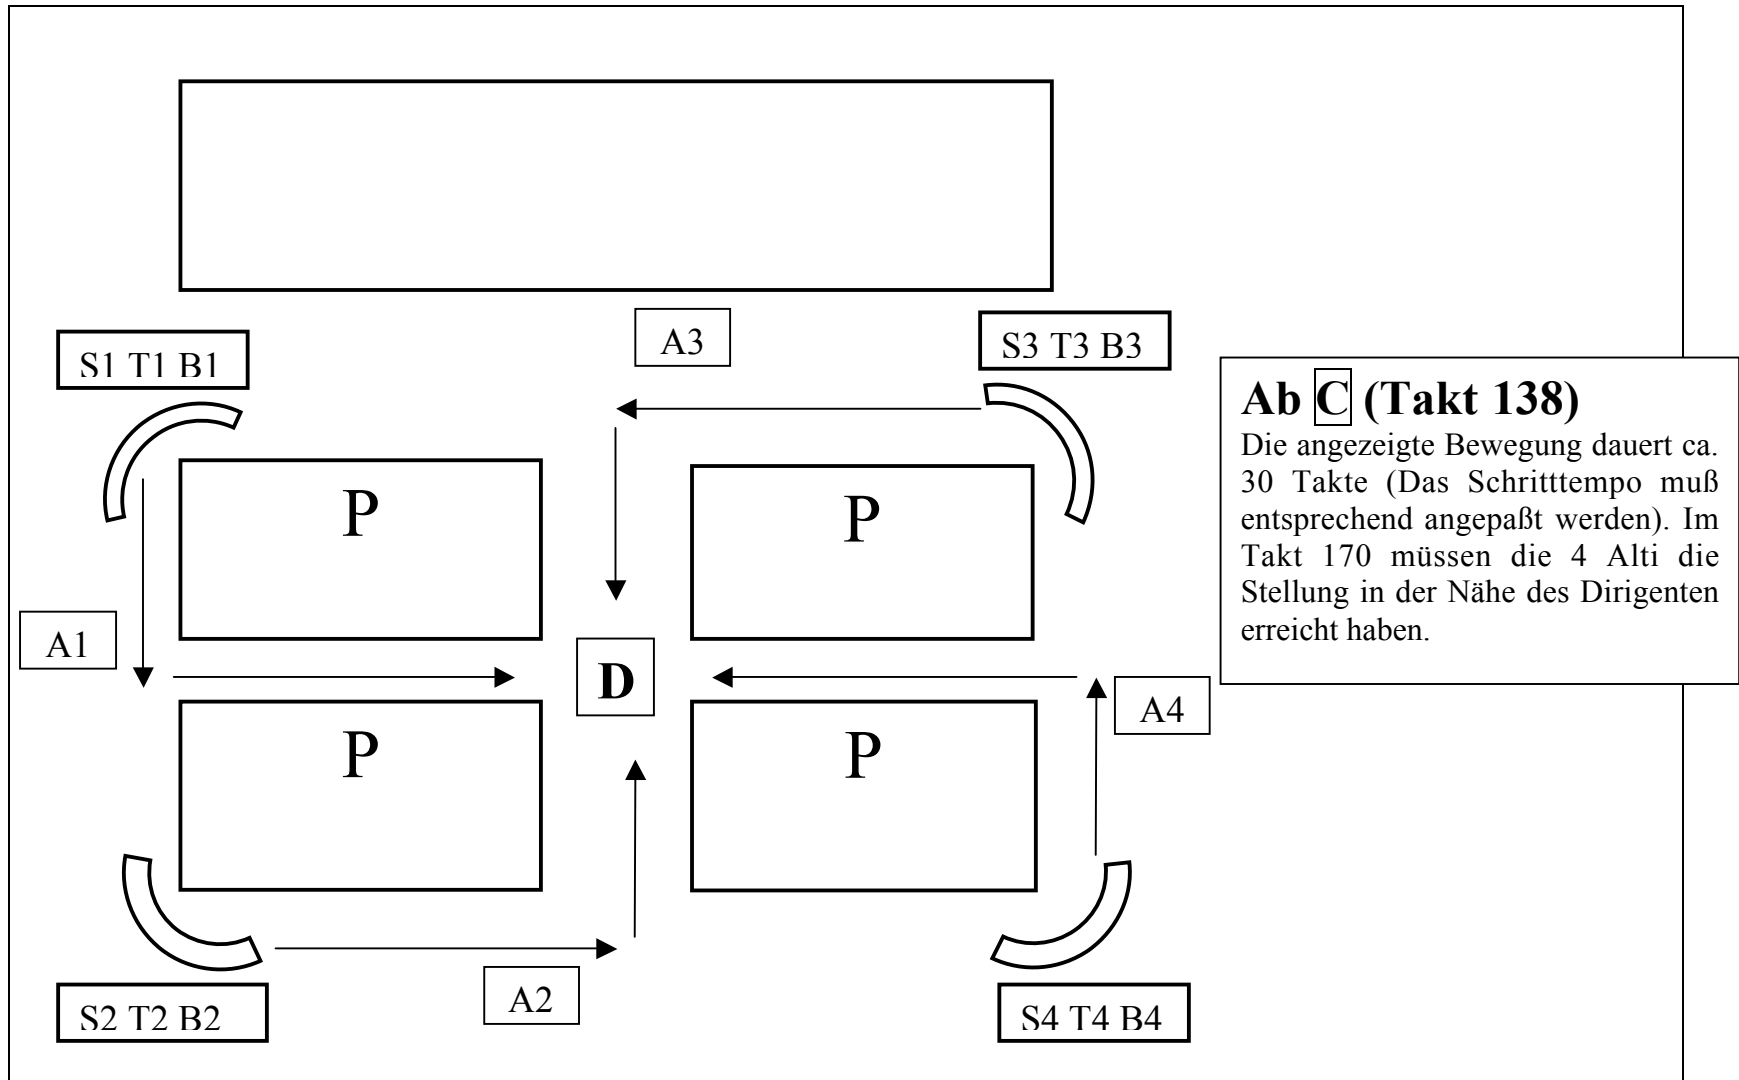 A3
S3 T3 B3
S1 T1 B1
Ab C (Takt 138)
Die angezeigte Bewegung dauert ca.
30 Takte (Das Schritttempo muß
entsprechend angepaßt werden). Im
Takt 170 müssen die 4 Alti die
Stellung in der Nähe des Dirigenten
erreicht haben.
P
P
A1
D
A4
P
P
A2
S2 T2 B2
S4 T4 B4